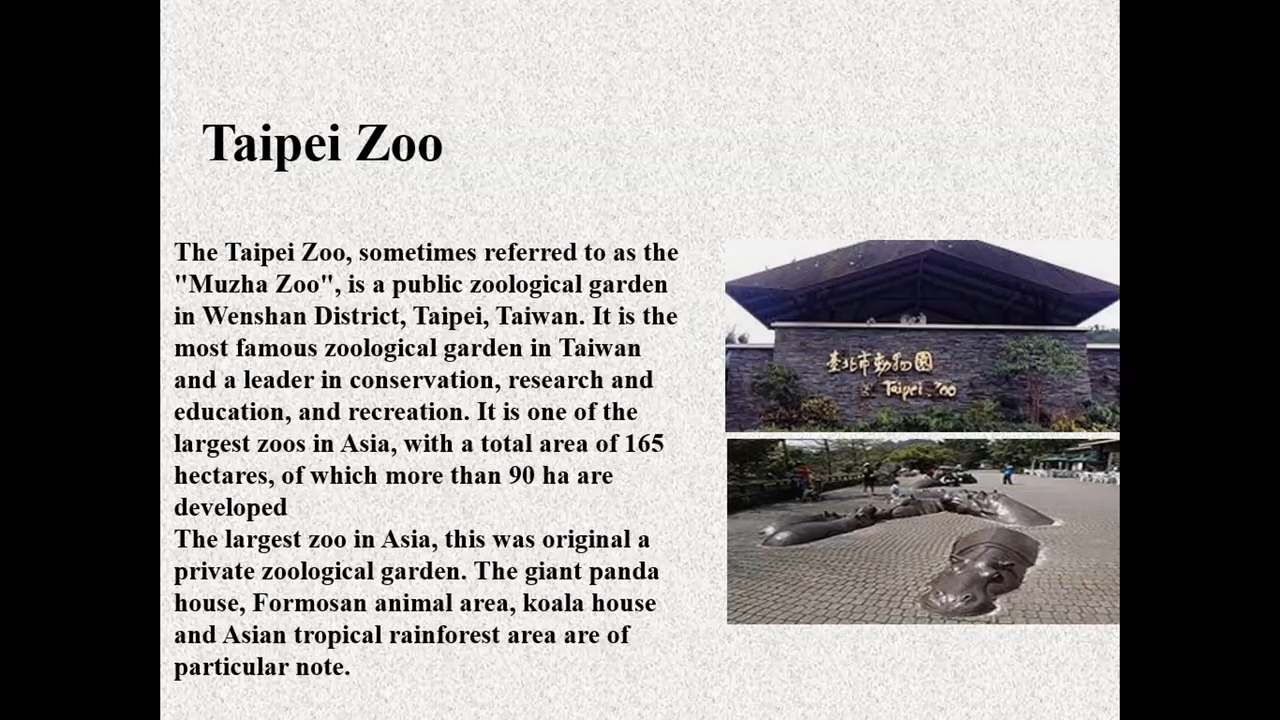 Taipei Zoo
The Taipei Zoo, sometimes referred to as the
"Muzha Zoo", is a public zoological garden
in Wenshan District, Taipei, Taiwan. It is the
most famous zoological garden in Taiwan
and a leader in conservation, research and
education, and recreation. It is one of the
largest zoos in Asia, with a total area of 165
hectares, of which more than 90 ha are
developed
The largest zoo in Asia, this was original a
private zoological garden. The giant panda
house, Formosan animal area, koala house
and Asian tropical rainforest area are of
particular note.
臺北市動物園
Taipei Zoo